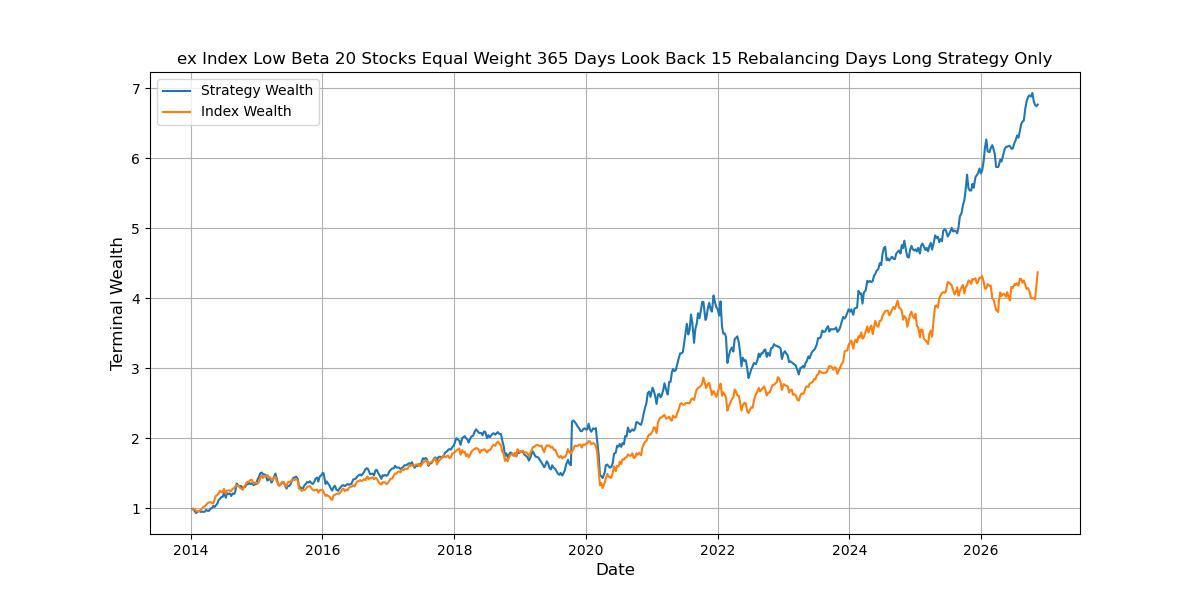 ex Index Low Beta 20 Stocks Equal Weight 365 Days Look Back 15 Rebalancing Days Long Strategy Only
Strategy Wealth
Index Wealth
7
6
5
4
3
2
1
Terminal Wealth
2014 2016 2018 2020 2022 2024 2026
Date